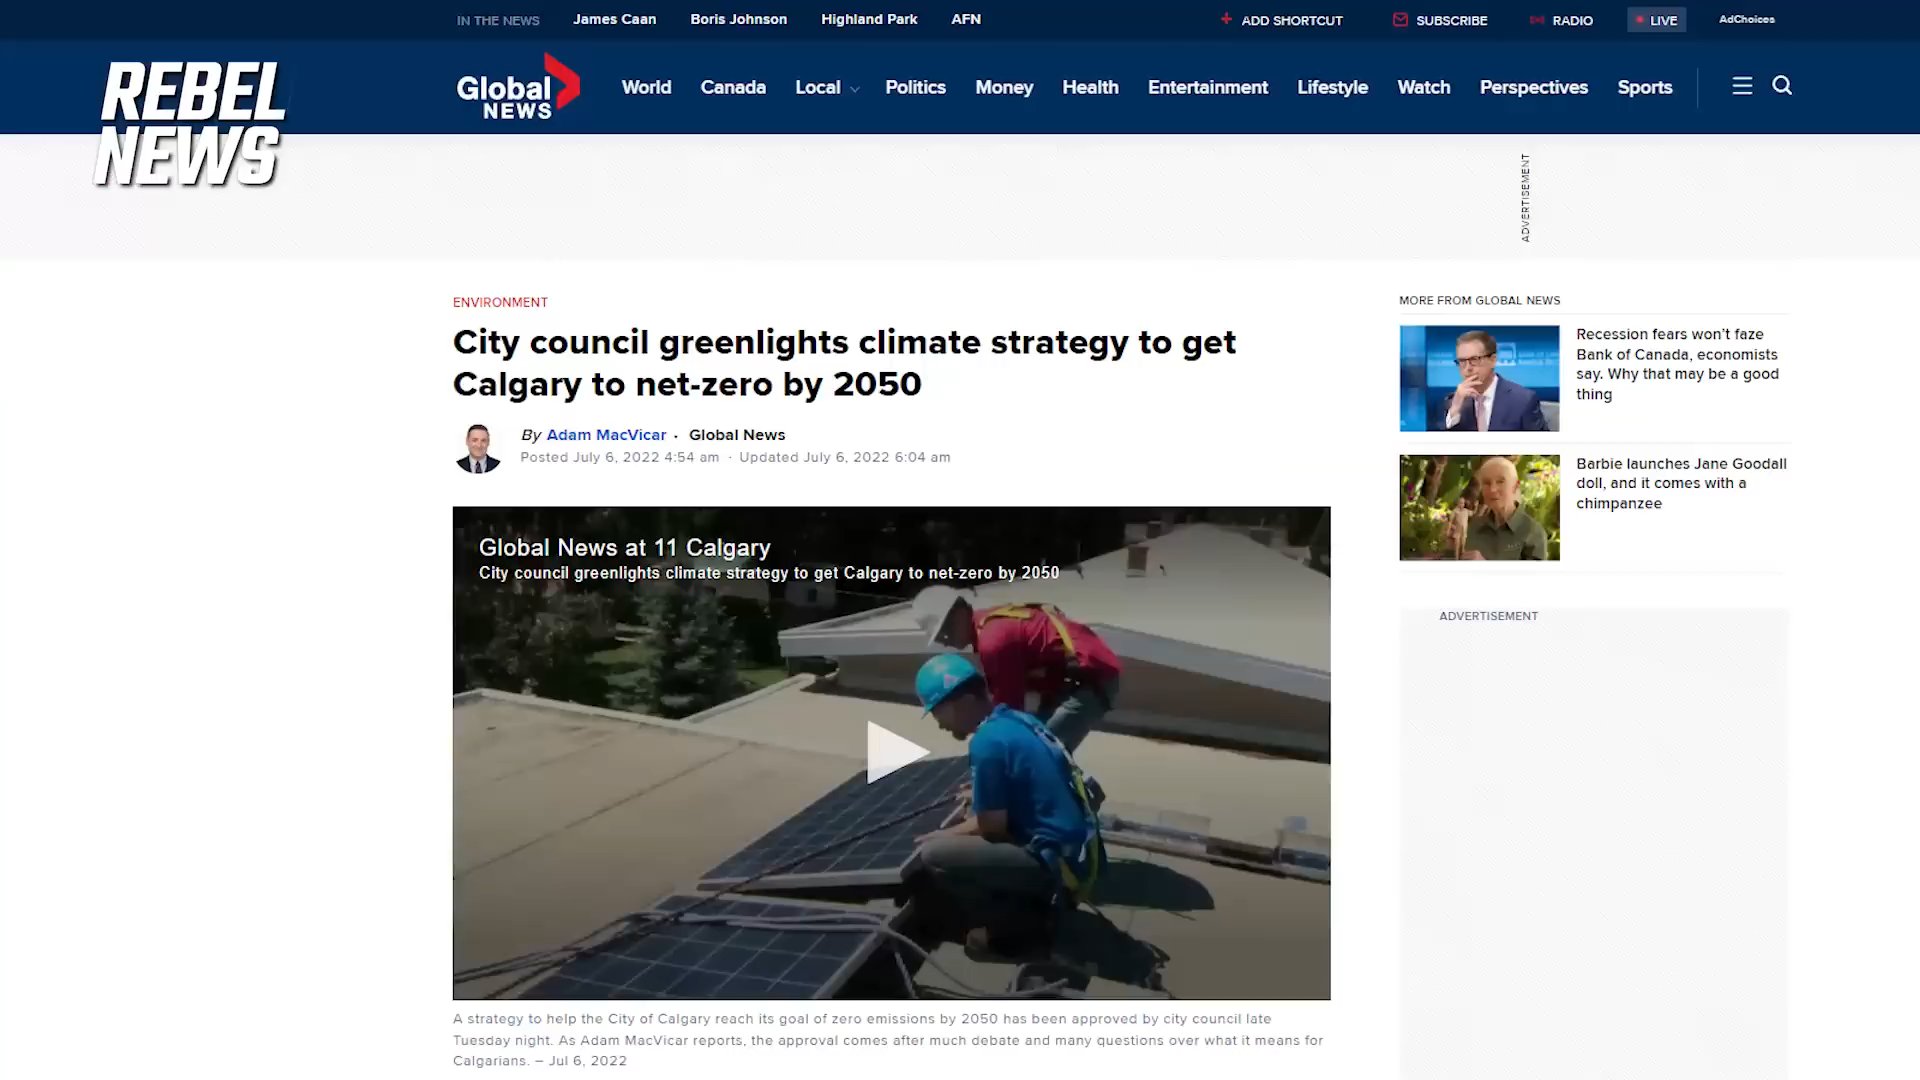 IN THE NEWS James Caan Boris Johnson Highland Park AFN ADD SHORTCUT SUBSCRIBE RADIO LIVE AdChoices
REBEL
NEWS
Global
NEWS
World Canada Local Politics Money Health Entertainment Lifestyle Watch Perspectives Sports
ADVERTISEMENT
ENVIRONMENT
City council greenlights climate strategy to get
Calgary to net-zero by 2050
By Adam MacVicar · Global News
Posted July 6, 2022 4:54 am · Updated July 6, 2022 6:04 am
Global News at 11 Calgary
City council greenlights climate strategy to get Calgary to net-zero by 2050
A strategy to help the City of Calgary reach its goal of zero emissions by 2050 has been approved by city council late
Tuesday night. As Adam MacVicar reports, the approval comes after much debate and many questions over what it means for
Calgarians. – Jul 6, 2022
MORE FROM GLOBAL NEWS
Recession fears won't faze
Bank of Canada, economists
say. Why that may be a good
thing
Barbie launches Jane Goodall
doll, and it comes with a
chimpanzee
ADVERTISEMENT